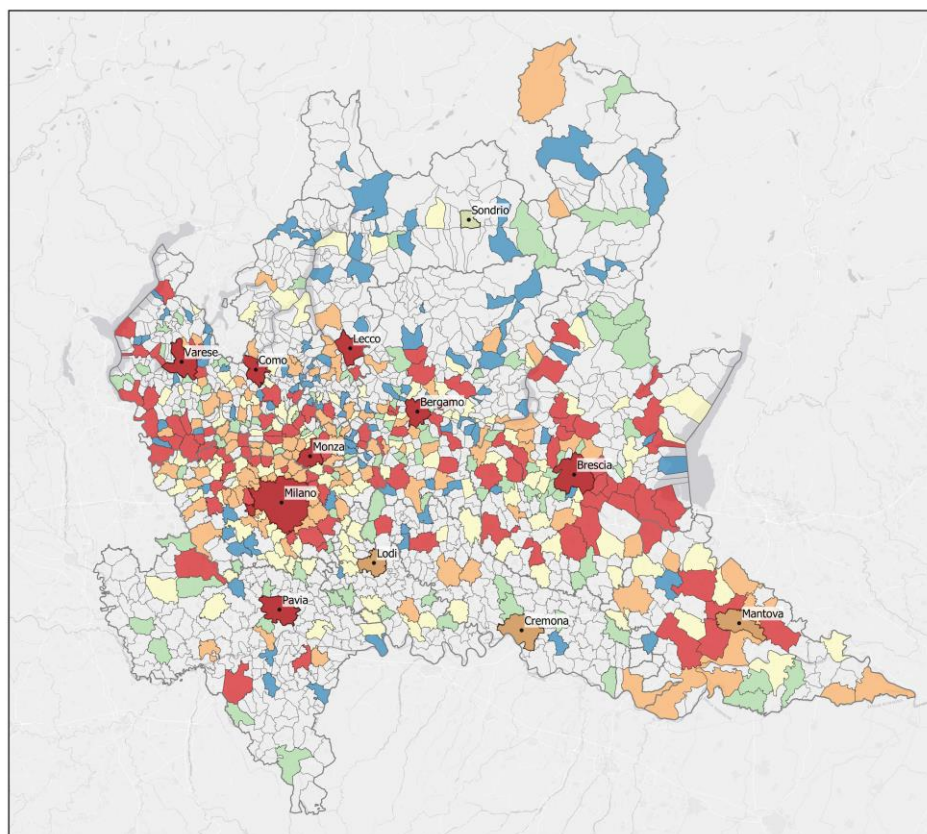 Sondrio
Lecco
Varese
Como
Bergamo
Monza
Brescia
Milano
Lodi
Pavia
Mantova
Cremona